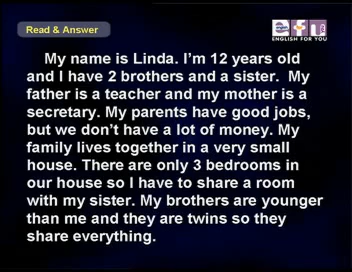 Read & Answer
efu
ENGLISH FOR YOU
My name is Linda. I'm 12 years old
and I have 2 brothers and a sister. My
father is a teacher and my mother is a
secretary. My parents have good jobs,
but we don't have a lot of money. My
family lives together in a very small
house. There are only 3 bedrooms in
our house so I have to share a room
with my sister. My brothers are younger
than me and they are twins so they
share everything.